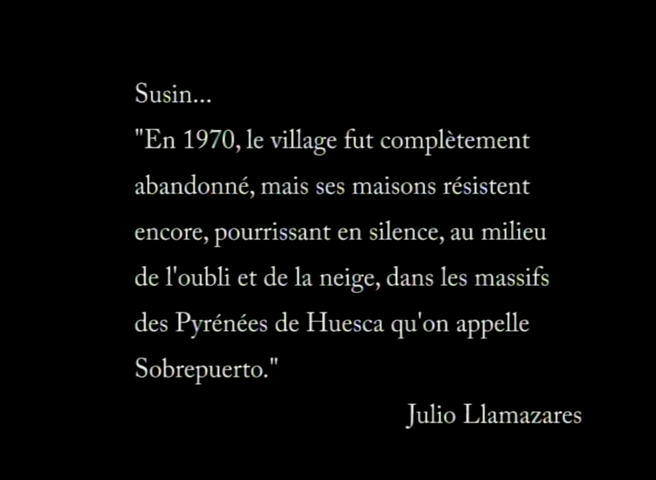 Susin...
"En 1970, le village fut complètement
abandonné, mais ses maisons résistent
encore, pourrissant en silence, au milieu
de l'oubli et de la neige, dans les massifs
des Pyrénées de Huesca qu'on appelle
Sobrepuerto."
Julio Llamazares